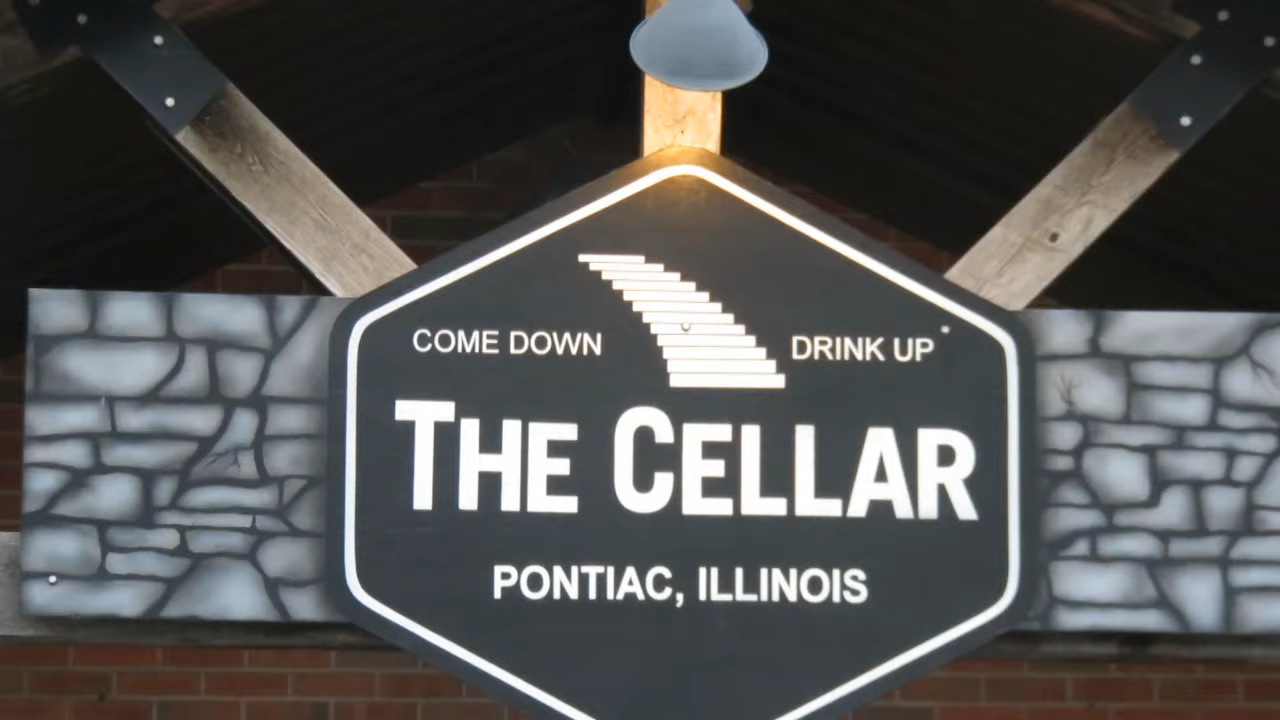 COME DOWN DRINK UP
THE CELLAR
PONTIAC, ILLINOIS